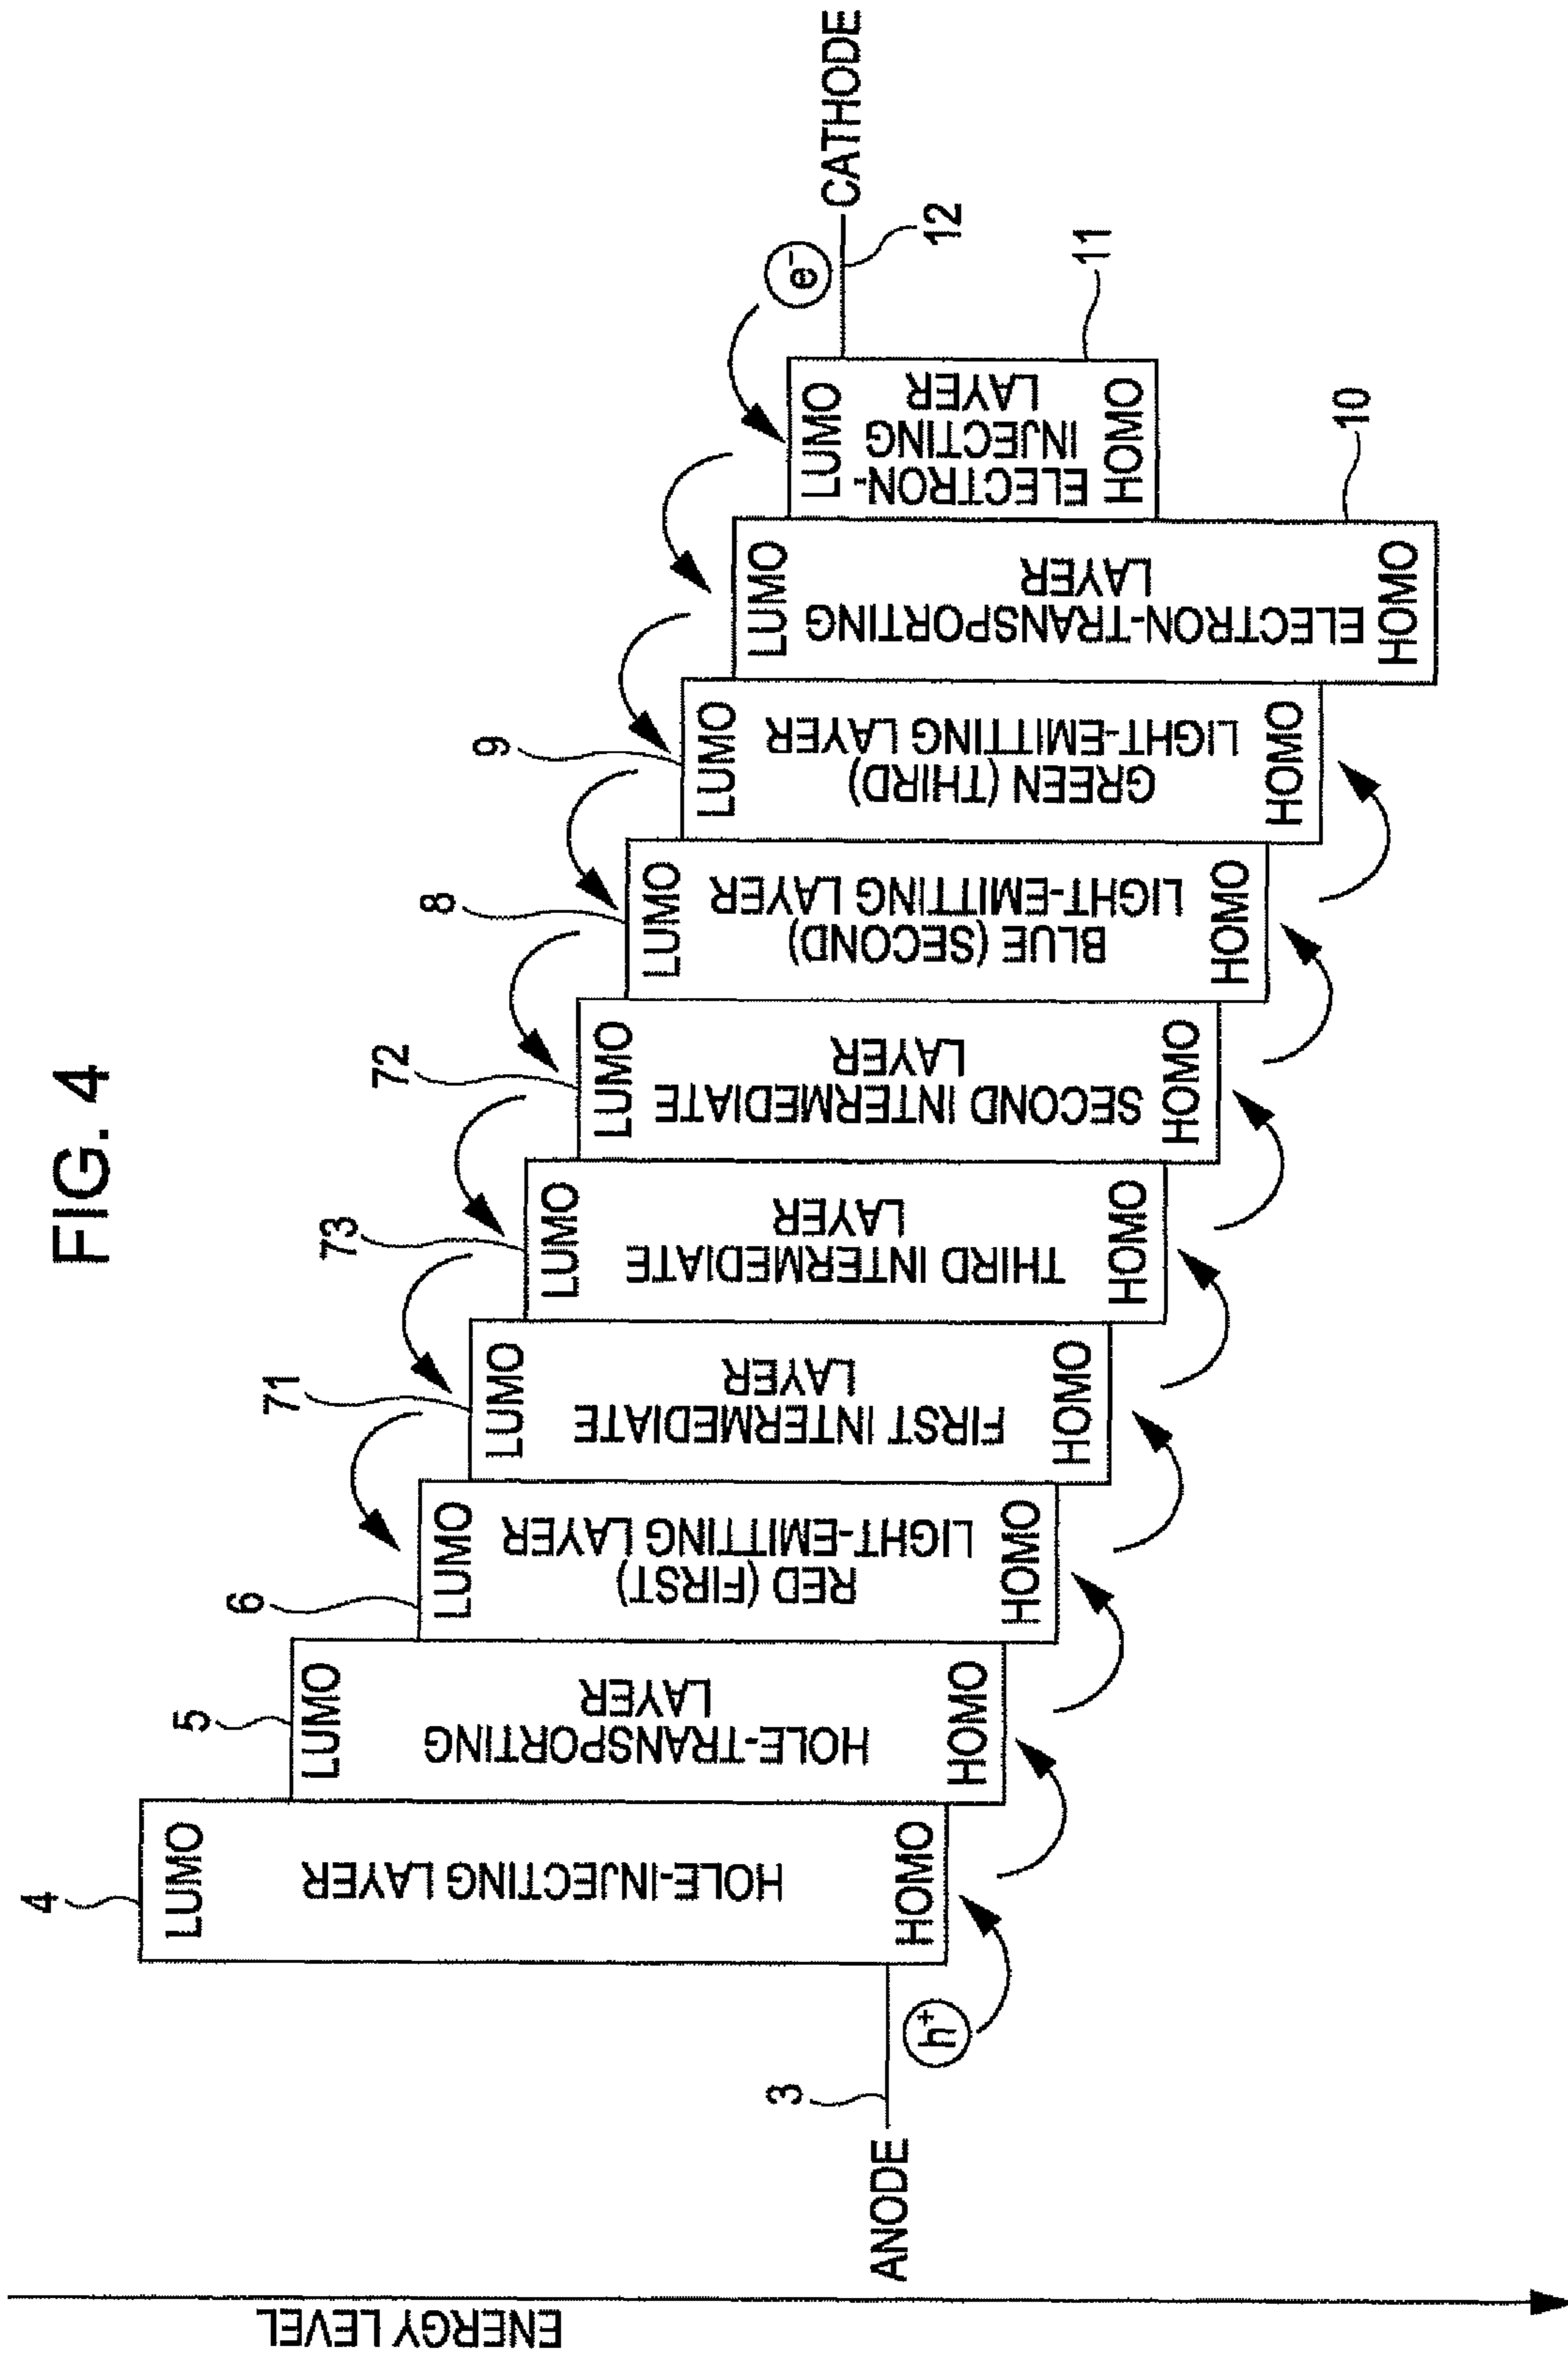 FIG. 4
ENERGY LEVEL
ANODE
3
h+
4
LUMO
HOLE-INJECTING LAYER
HOMO
5
LUMO
HOLE-TRANSPORTING
LAYER
HOMO
6
LUMO
RED (FIRST)
LIGHT-EMITTING LAYER
HOMO
71
LUMO
FIRST INTERMEDIATE
LAYER
HOMO
73
LUMO
THIRD INTERMEDIATE
LAYER
HOMO
72
LUMO
SECOND INTERMEDIATE
LAYER
HOMO
8
LUMO
BLUE (SECOND)
LIGHT-EMITTING LAYER
HOMO
9
LUMO
GREEN (THIRD)
LIGHT-EMITTING LAYER
HOMO
LUMO
ELECTRON-TRANSPORTING
LAYER
HOMO
10
LUMO
ELECTRON-
INJECTING
LAYER
HOMO
11
e−
12
CATHODE